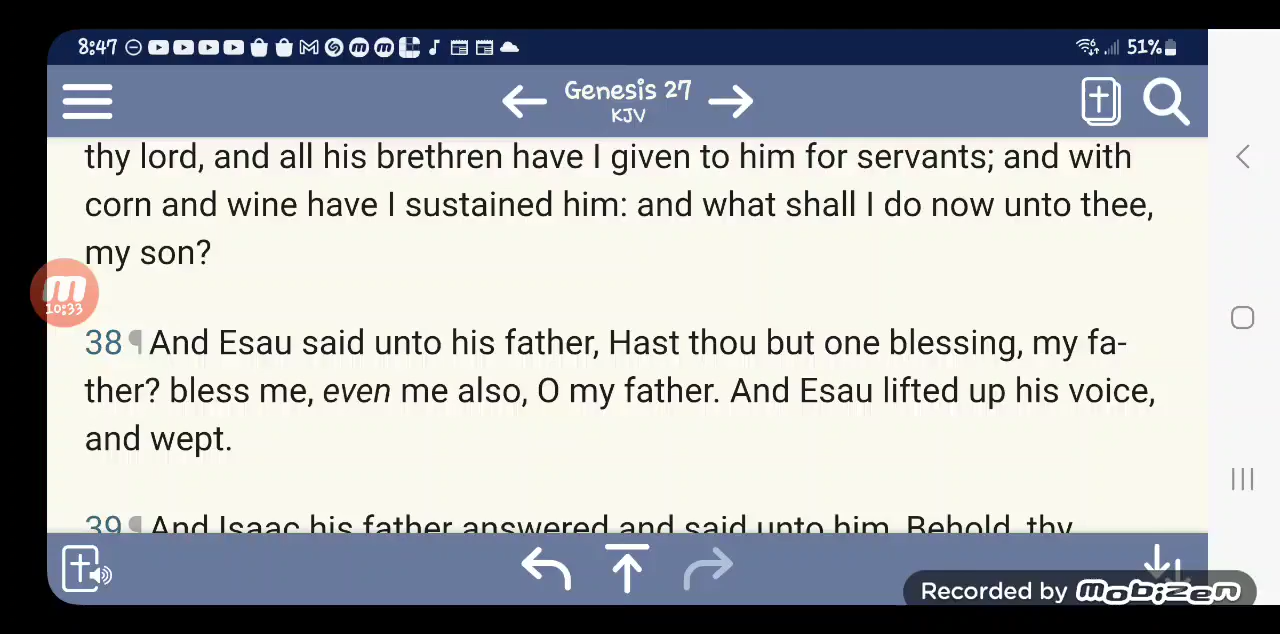 8:47
51%
Genesis 27
KJV
thy lord, and all his brethren have I given to him for servants; and with
corn and wine have I sustained him: and what shall I do now unto thee,
my son?
m
10:33
38 ¶ And Esau said unto his father, Hast thou but one blessing, my fa-
ther? bless me, even me also, O my father. And Esau lifted up his voice,
and wept.
39 ¶ And Isaac his father answered and said unto him, Behold, thy
Recorded by mobizen